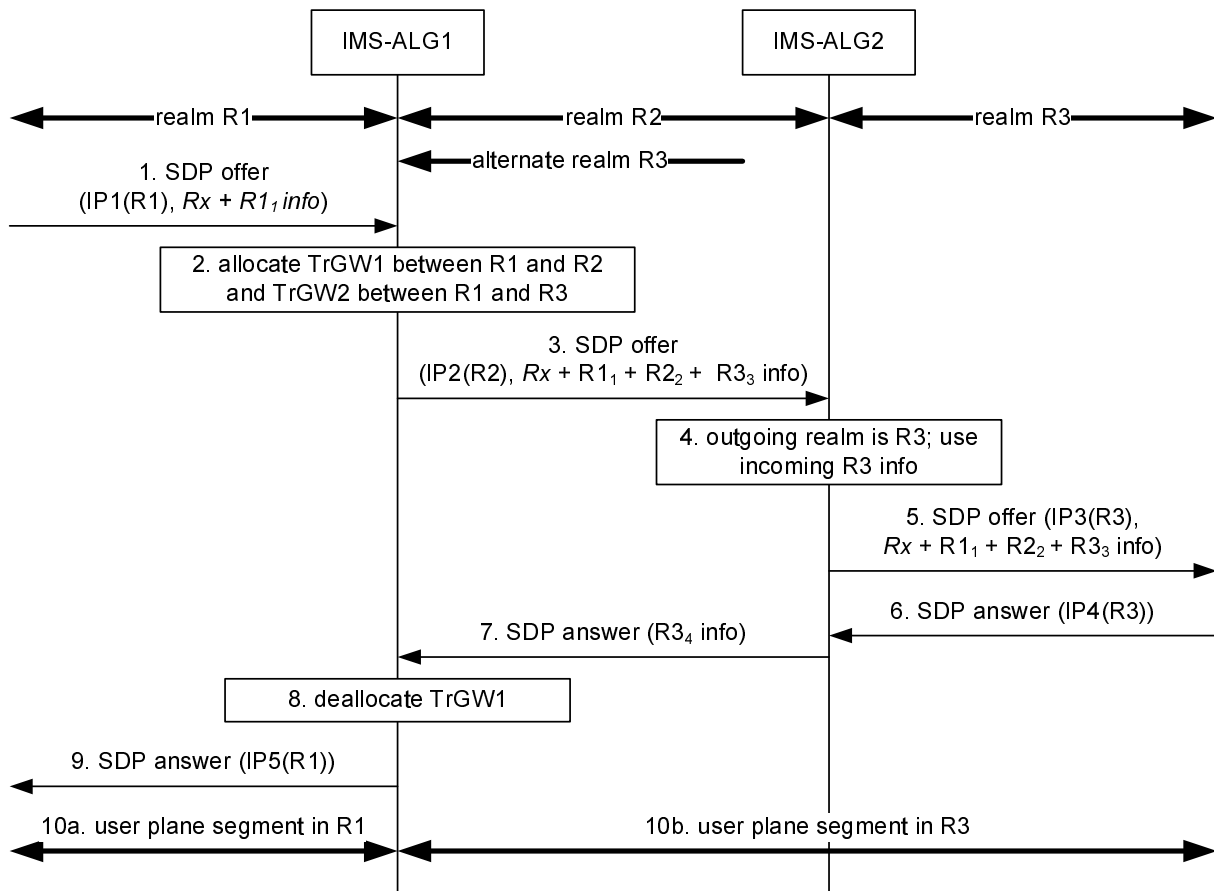 IMS-ALG1
IMS-ALG2
realm R1
realm R2
realm R3
alternate realm R3
1. SDP offer
(IP1(R1), Rx + R1₁ info)
2. allocate TrGW1 between R1 and R2
and TrGW2 between R1 and R3
3. SDP offer
(IP2(R2), Rx + R1₁ + R2₂ + R3₃ info)
4. outgoing realm is R3; use
incoming R3 info
5. SDP offer (IP3(R3),
Rx + R1₁ + R2₂ + R3₃ info)
6. SDP answer (IP4(R3))
7. SDP answer (R3₄ info)
8. deallocate TrGW1
9. SDP answer (IP5(R1))
10a. user plane segment in R1
10b. user plane segment in R3